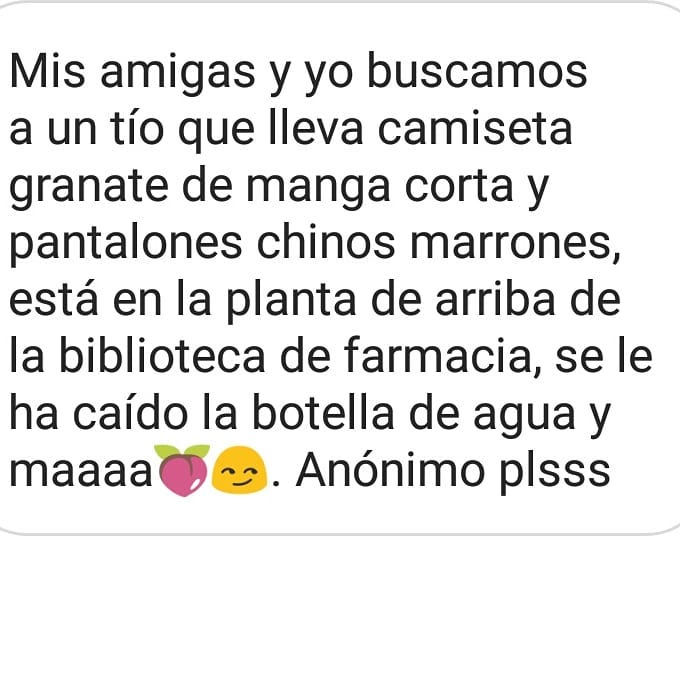 Mis amigas y yo buscamos
a un tío que lleva camiseta
granate de manga corta y
pantalones chinos marrones,
está en la planta de arriba de
la biblioteca de farmacia, se le
ha caído la botella de agua y
maaaa🍑😏. Anónimo plsss